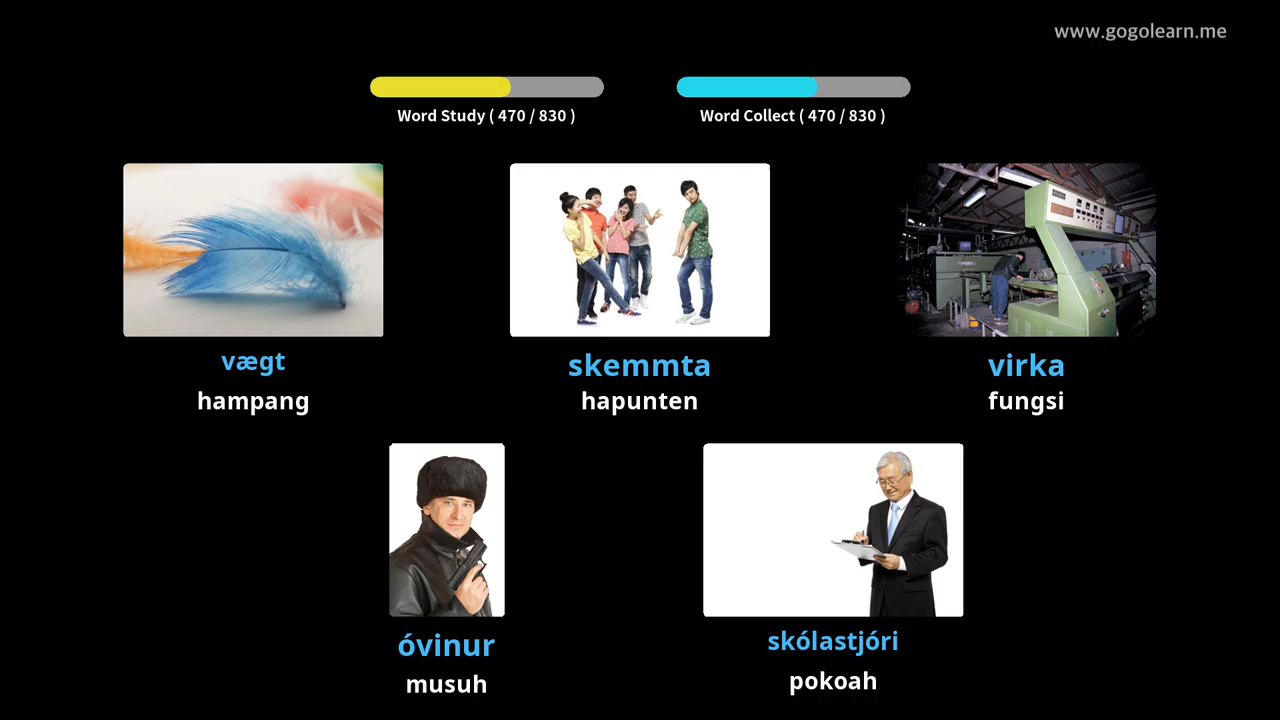 www.gogolearn.me
Word Study ( 470 / 830 )
Word Collect ( 470 / 830 )
vægt
hampang
skemmta
hapunten
virka
fungsi
óvinur
musuh
skólastjóri
pokoah